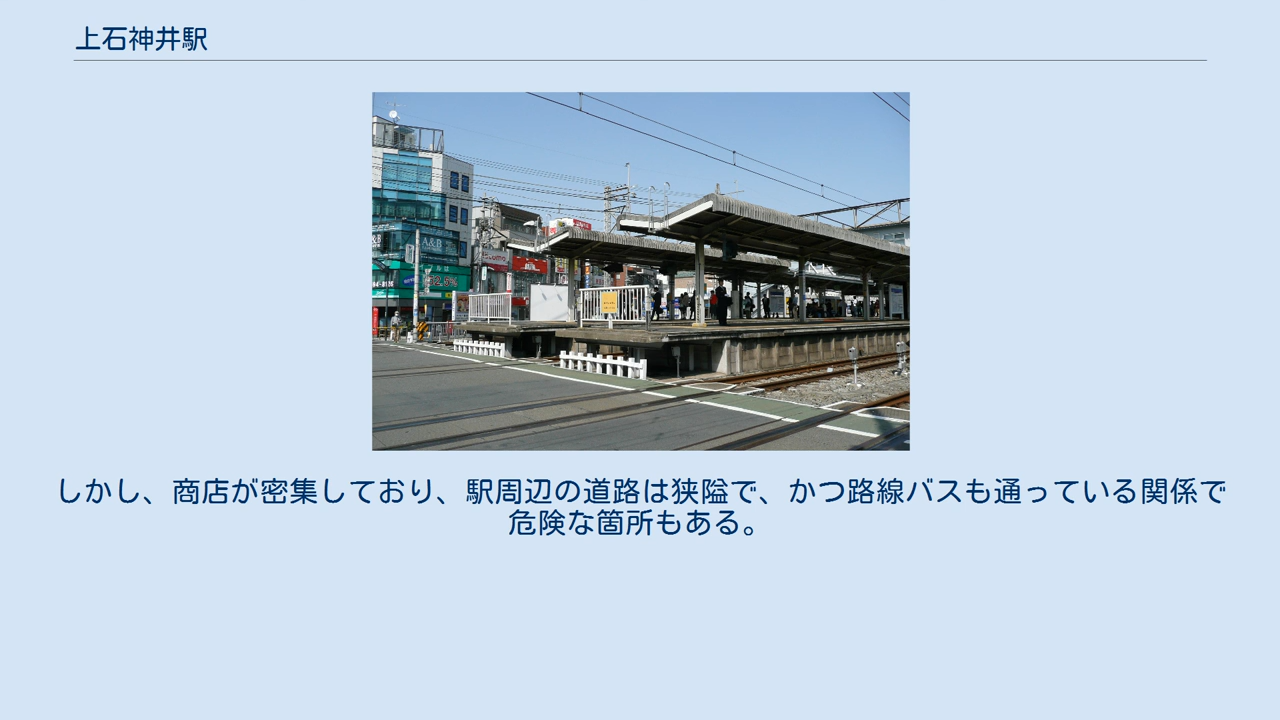 上石神井駅
A&B
しかし、商店が密集しており、駅周辺の道路は狭隘で、かつ路線バスも通っている関係で
危険な箇所もある。